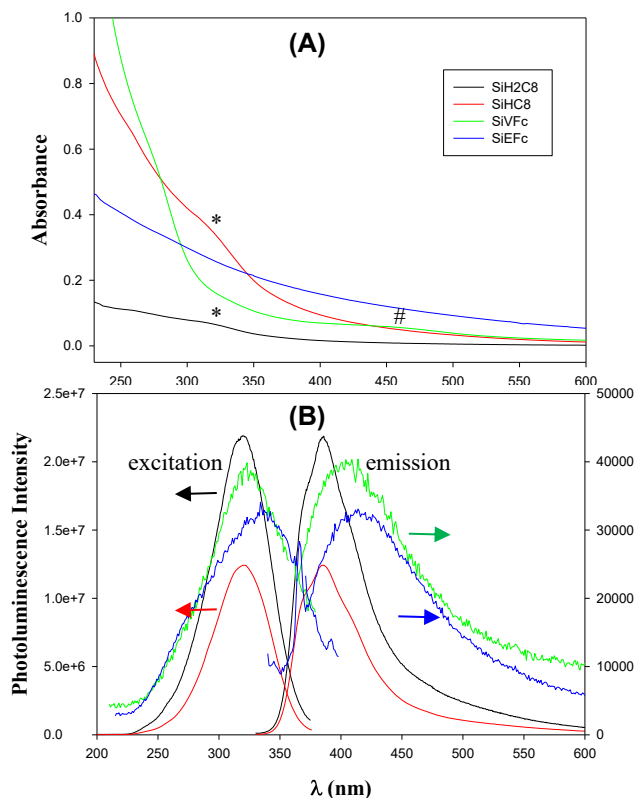 (A)
1.0
0.8
0.6
0.4
0.2
0.0
Absorbance
SiH2C8
SiHC8
SiVFc
SiEFc
*
*
#
250 300 350 400 450 500 550 600
(B)
2.5e+7
2.0e+7
1.5e+7
1.0e+7
5.0e+6
0.0
Photoluminescence Intensity
excitation
emission
50000
40000
30000
20000
10000
0
200 250 300 350 400 450 500 550 600
λ (nm)